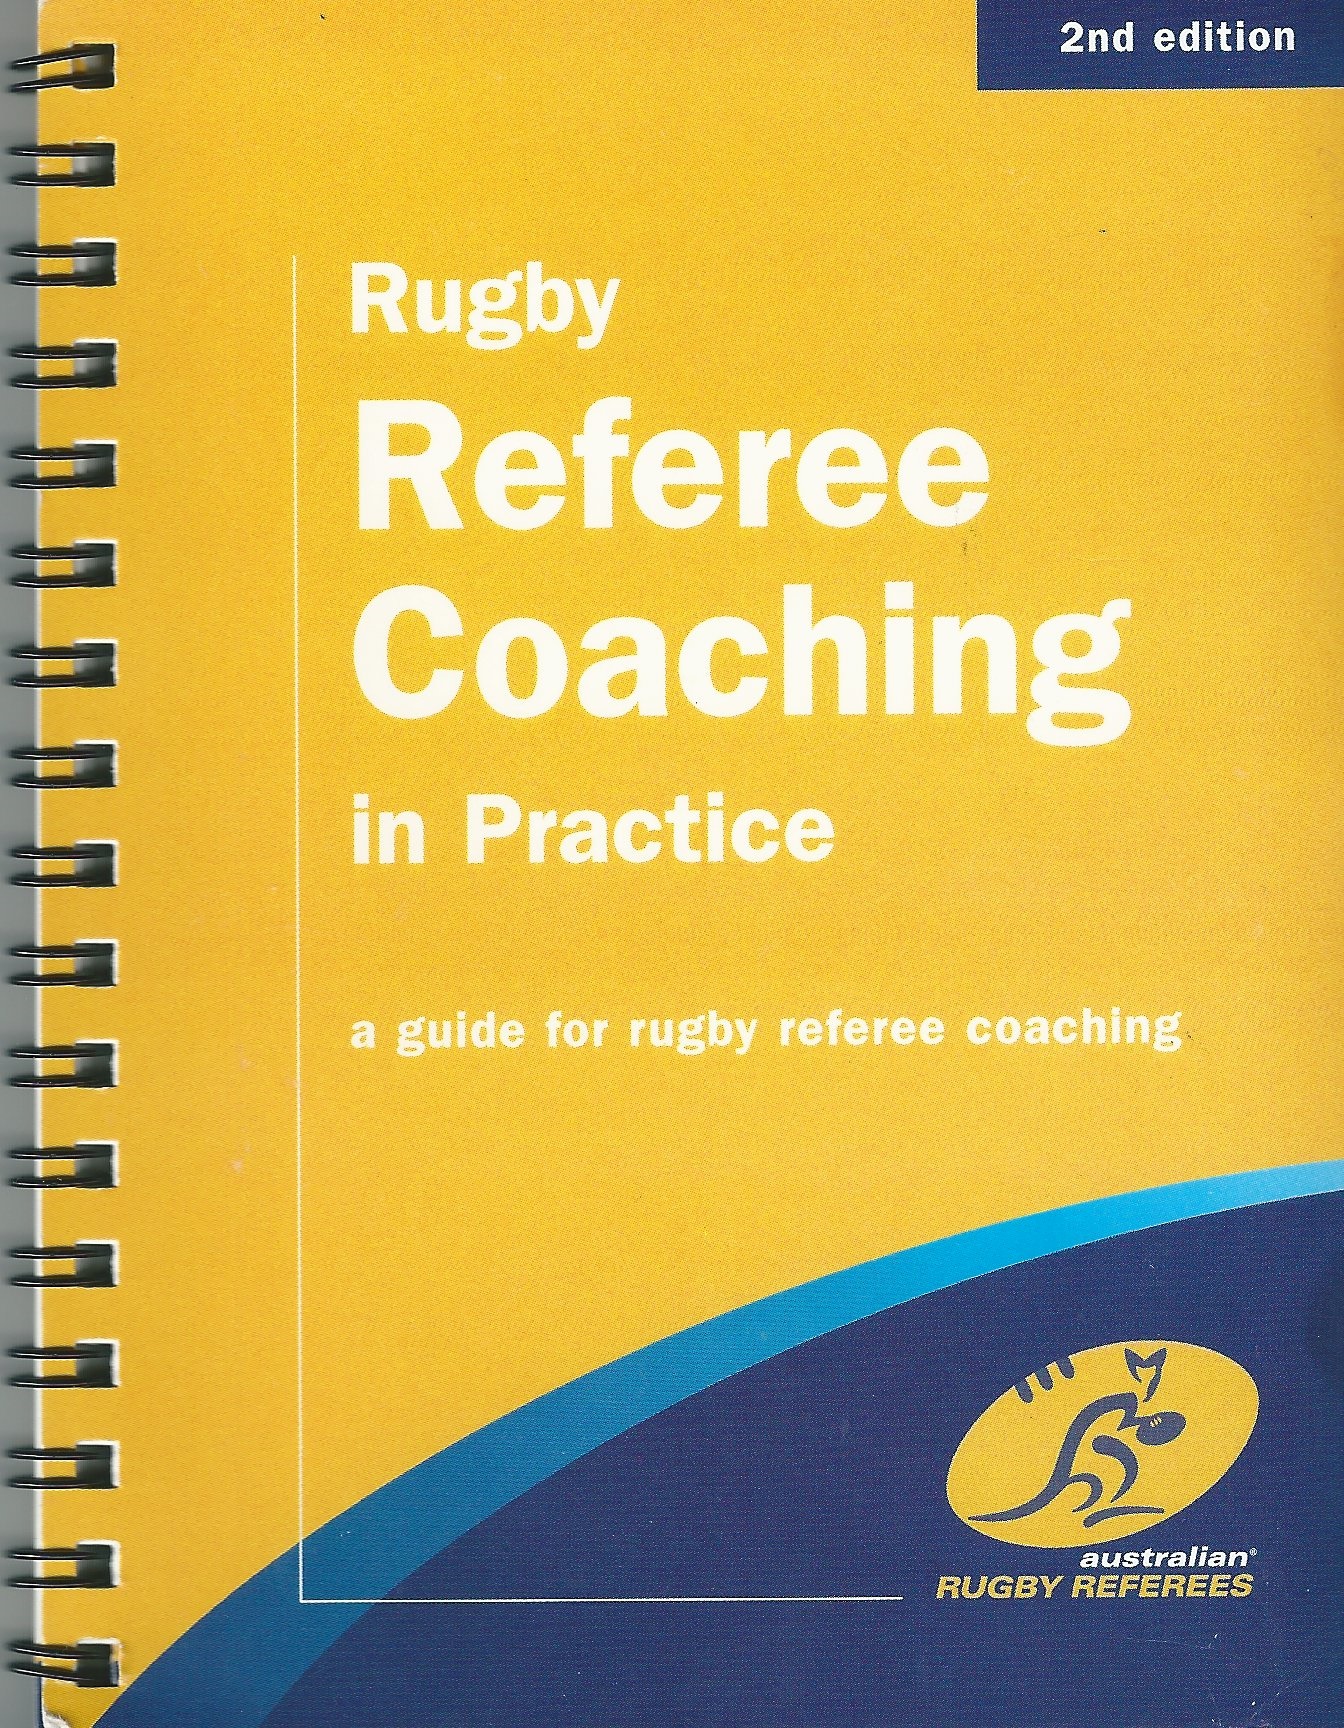 2nd edition
Rugby
Referee
Coaching
in Practice
a guide for rugby referee coaching
australian®
RUGBY REFEREES